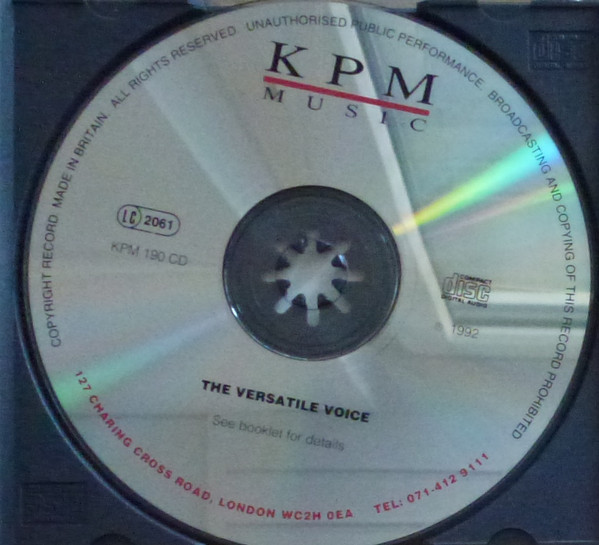 COPYRIGHT RECORD MADE IN BRITAIN. ALL RIGHTS RESERVED. UNAUTHORISED PUBLIC PERFORMANCE. BROADCASTING AND COPYING OF THIS RECORD PROHIBITED
KPM
MUSIC
LC 2061
KPM 190 CD
COMPACT
disc
DIGITAL AUDIO
℗ 1992
THE VERSATILE VOICE
See booklet for details
127 CHARING CROSS ROAD, LONDON WC2H 0EA TEL: 071-412 9111